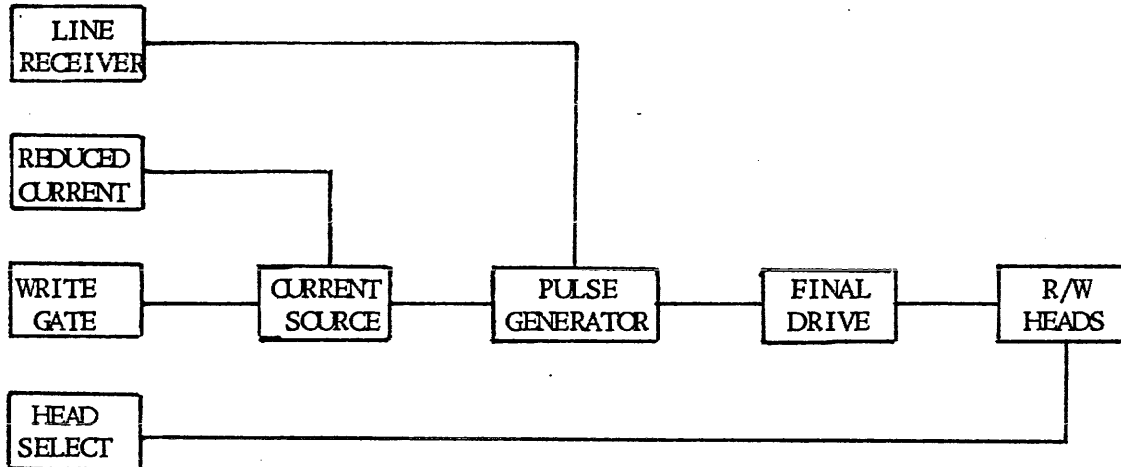 LINE
RECEIVER
REDUCED
CURRENT
WRITE
GATE
CURRENT
SOURCE
PULSE
GENERATOR
FINAL
DRIVE
R/W
HEADS
HEAD
SELECT